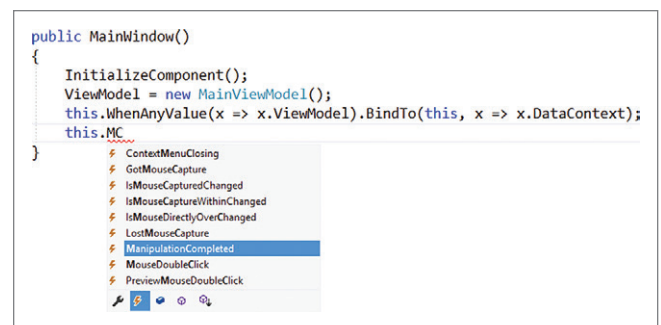 public MainWindow()
{
InitializeComponent();
ViewModel = new MainViewModel();
this.WhenAnyValue(x => x.ViewModel).BindTo(this, x => x.DataContext);
this.MC
}
ContextMenuClosing
GotMouseCapture
IsMouseCapturedChanged
IsMouseCaptureWithinChanged
IsMouseDirectlyOverChanged
LostMouseCapture
ManipulationCompleted
MouseDoubleClick
PreviewMouseDoubleClick